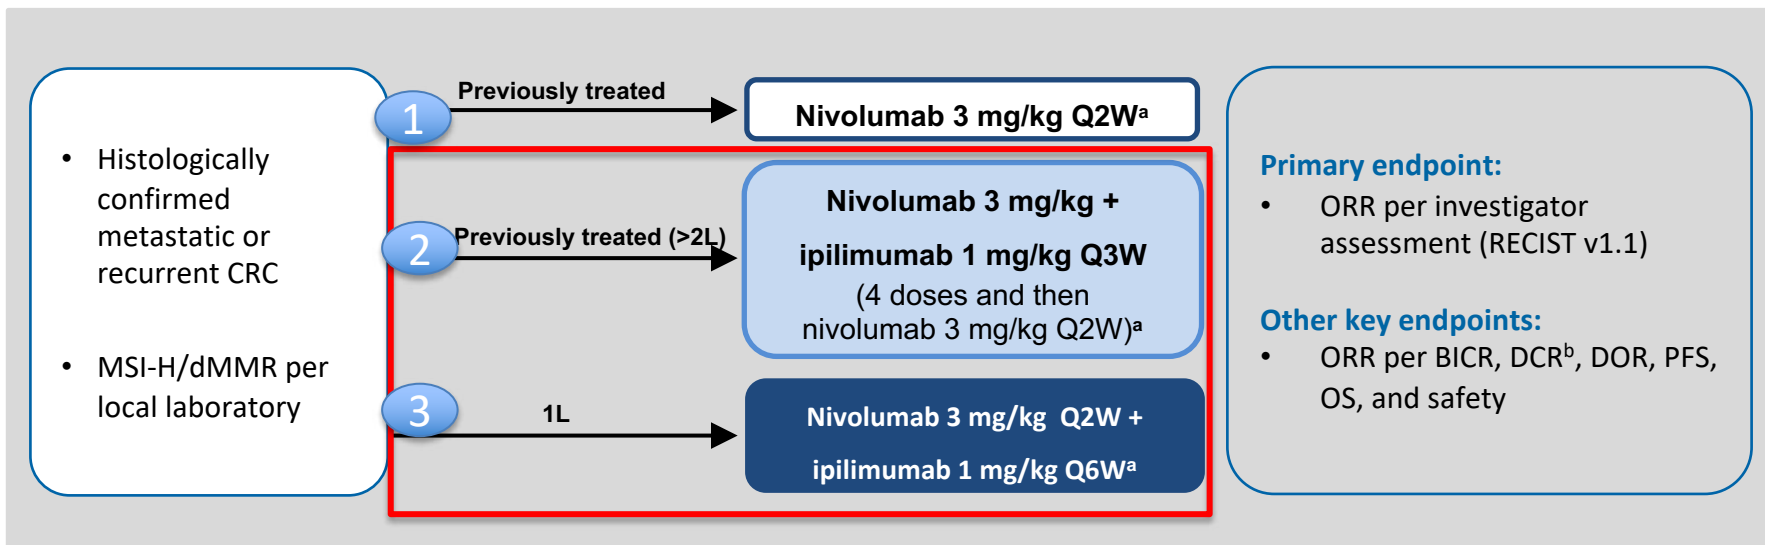 • Histologically
confirmed
metastatic or
recurrent CRC
• MSI-H/dMMR per
local laboratory
1
Previously treated
Nivolumab 3 mg/kg Q2Wᵃ
2
Previously treated (>2L)
Nivolumab 3 mg/kg +
ipilimumab 1 mg/kg Q3W
(4 doses and then
nivolumab 3 mg/kg Q2W)ᵃ
3
1L
Nivolumab 3 mg/kg Q2W +
ipilimumab 1 mg/kg Q6Wᵃ
Primary endpoint:
• ORR per investigator
assessment (RECIST v1.1)
Other key endpoints:
• ORR per BICR, DCRᵇ, DOR, PFS,
OS, and safety